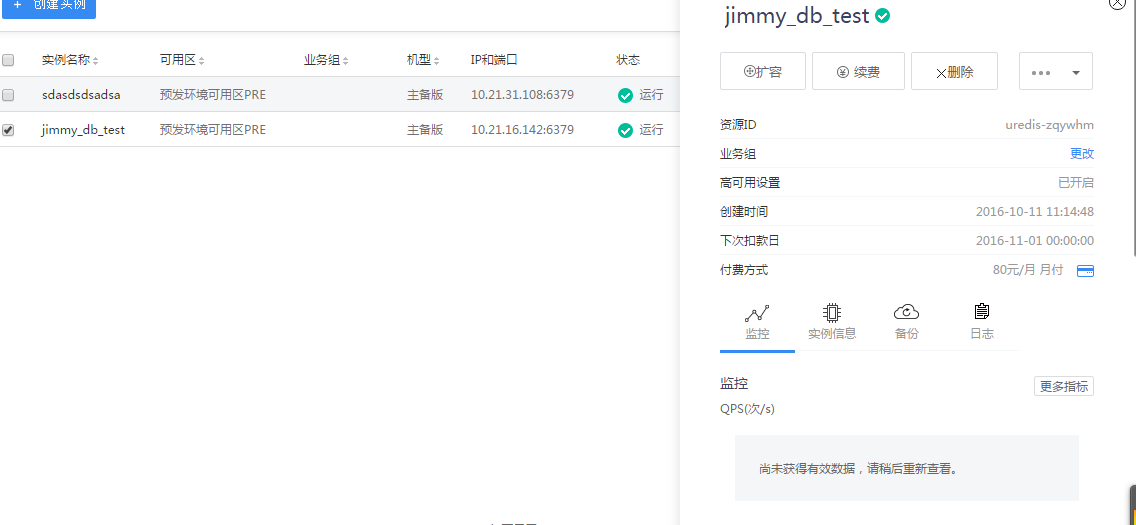 + 创建实例
实例名称 可用区 业务组 机型 IP和端口 状态
sdasdsdsadsa 预发环境可用区PRE 主备版 10.21.31.108:6379 运行
jimmy_db_test 预发环境可用区PRE 主备版 10.21.16.142:6379 运行
jimmy_db_test
扩容 续费 删除
资源ID uredis-zqywhm
业务组 更改
高可用设置 已开启
创建时间 2016-10-11 11:14:48
下次扣款日 2016-11-01 00:00:00
付费方式 80元/月 月付
监控 实例信息 备份 日志
监控 更多指标
QPS(次/s)
尚未获得有效数据，请稍后重新查看。